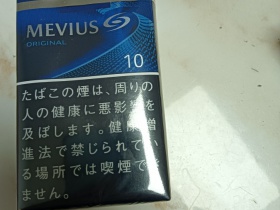 MEVIUS
ORIGINAL
10
たばこの煙は、周りの
人の健康に悪影響を
及ぼします。健康増
進法で禁じられてい
る場所では喫煙でき
ません。